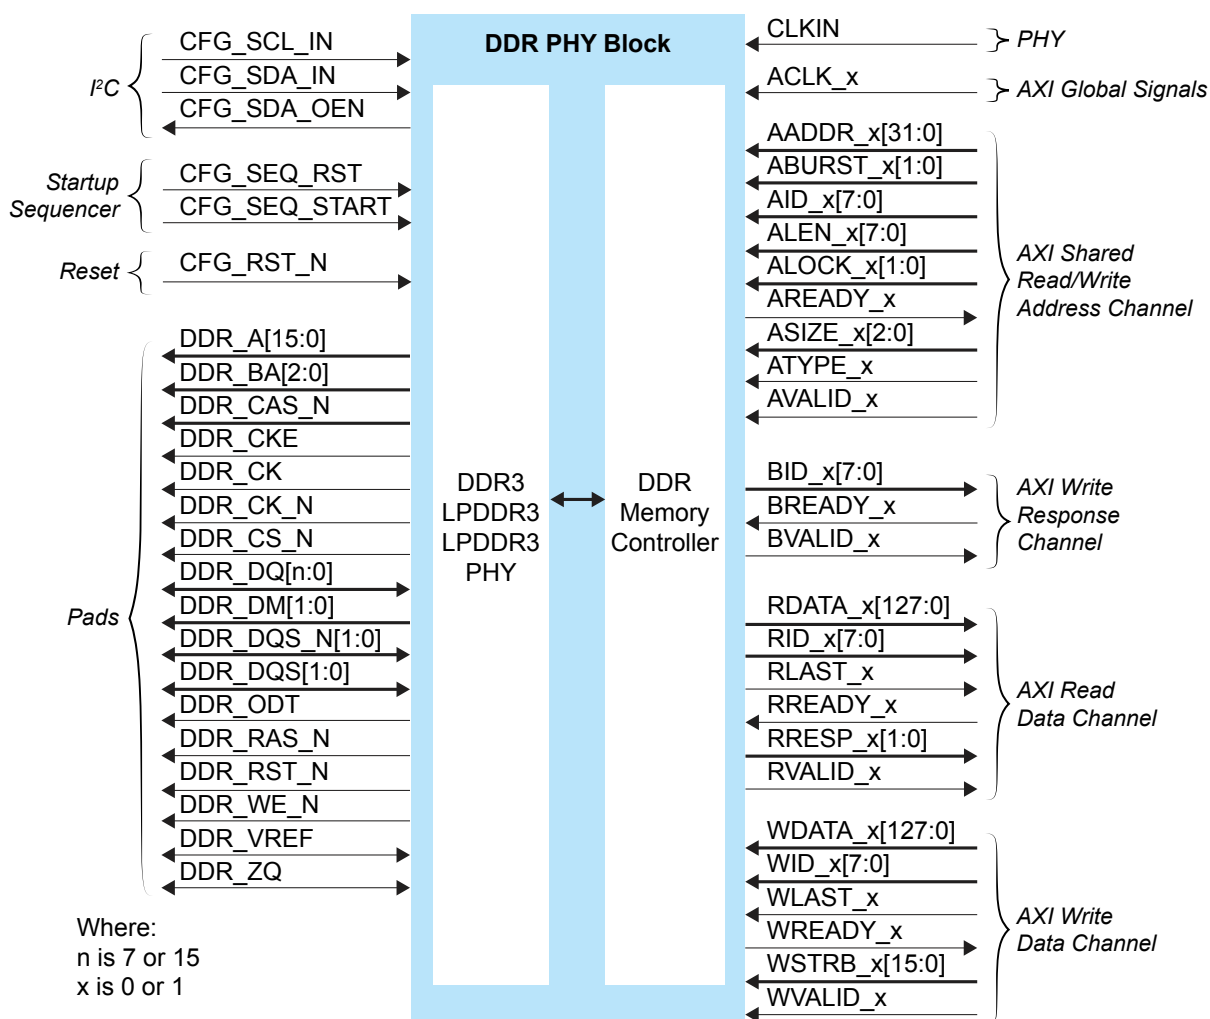 I²C
CFG_SCL_IN
CFG_SDA_IN
CFG_SDA_OEN
Startup
Sequencer
CFG_SEQ_RST
CFG_SEQ_START
Reset
CFG_RST_N
Pads
DDR_A[15:0]
DDR_BA[2:0]
DDR_CAS_N
DDR_CKE
DDR_CK
DDR_CK_N
DDR_CS_N
DDR_DQ[n:0]
DDR_DM[1:0]
DDR_DQS_N[1:0]
DDR_DQS[1:0]
DDR_ODT
DDR_RAS_N
DDR_RST_N
DDR_WE_N
DDR_VREF
DDR_ZQ
Where:
n is 7 or 15
x is 0 or 1
DDR PHY Block
DDR3
LPDDR3
LPDDR3
PHY
DDR
Memory
Controller
CLKIN
PHY
ACLK_x
AXI Global Signals
AADDR_x[31:0]
ABURST_x[1:0]
AID_x[7:0]
ALEN_x[7:0]
ALOCK_x[1:0]
AREADY_x
ASIZE_x[2:0]
ATYPE_x
AVALID_x
AXI Shared
Read/Write
Address Channel
BID_x[7:0]
BREADY_x
BVALID_x
AXI Write
Response
Channel
RDATA_x[127:0]
RID_x[7:0]
RLAST_x
RREADY_x
RRESP_x[1:0]
RVALID_x
AXI Read
Data Channel
WDATA_x[127:0]
WID_x[7:0]
WLAST_x
WREADY_x
WSTRB_x[15:0]
WVALID_x
AXI Write
Data Channel